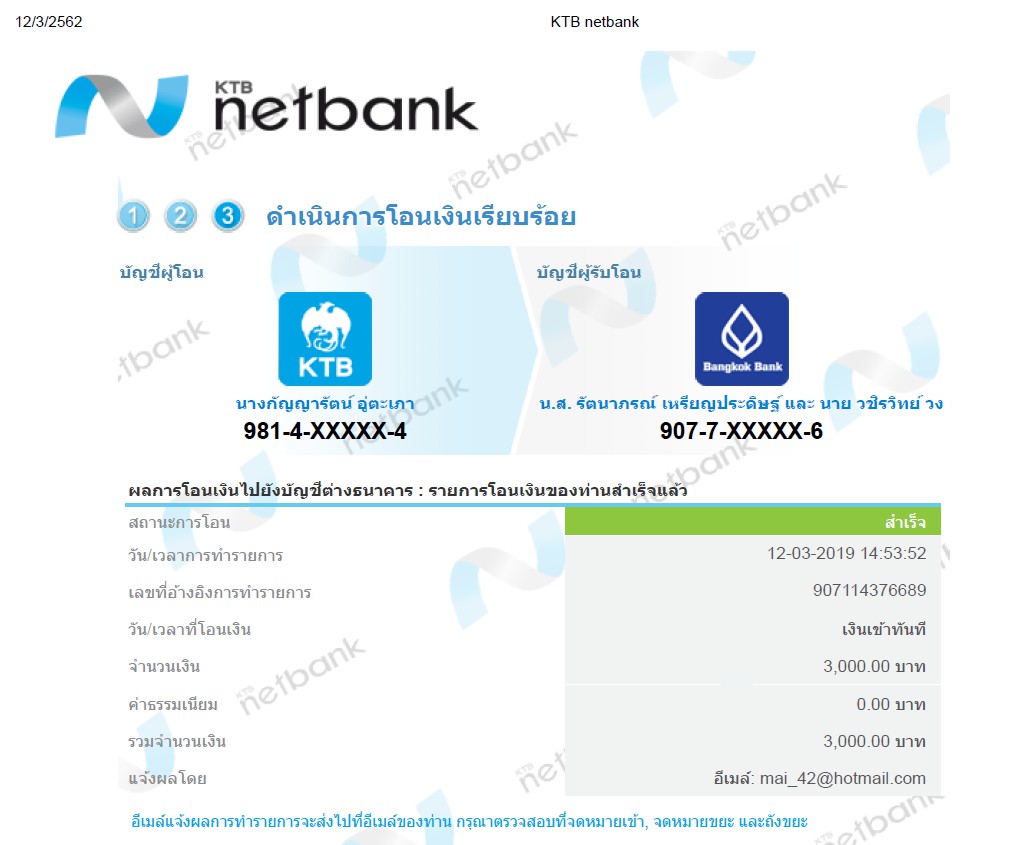 12/3/2562 KTB netbank
KTB
netbank
1 2 3 ดำเนินการโอนเงินเรียบร้อย
บัญชีผู้โอน บัญชีผู้รับโอน
KTB Bangkok Bank
นางกัญญารัตน์ อู่ตะเภา น.ส. รัตนาภรณ์ เหรียญประดิษฐ์ และ นาย วชิรวิทย์ วง
981-4-XXXXX-4 907-7-XXXXX-6
ผลการโอนเงินไปยังบัญชีต่างธนาคาร : รายการโอนเงินของท่านสำเร็จแล้ว
สถานะการโอน สำเร็จ
วัน/เวลาการทำรายการ 12-03-2019 14:53:52
เลขที่อ้างอิงการทำรายการ 907114376689
วัน/เวลาที่โอนเงิน เงินเข้าทันที
จำนวนเงิน 3,000.00 บาท
ค่าธรรมเนียม 0.00 บาท
รวมจำนวนเงิน 3,000.00 บาท
แจ้งผลโดย อีเมล์: mai_42@hotmail.com
อีเมล์แจ้งผลการทำรายการจะส่งไปที่อีเมล์ของท่าน กรุณาตรวจสอบที่จดหมายเข้า, จดหมายขยะ และถังขยะ